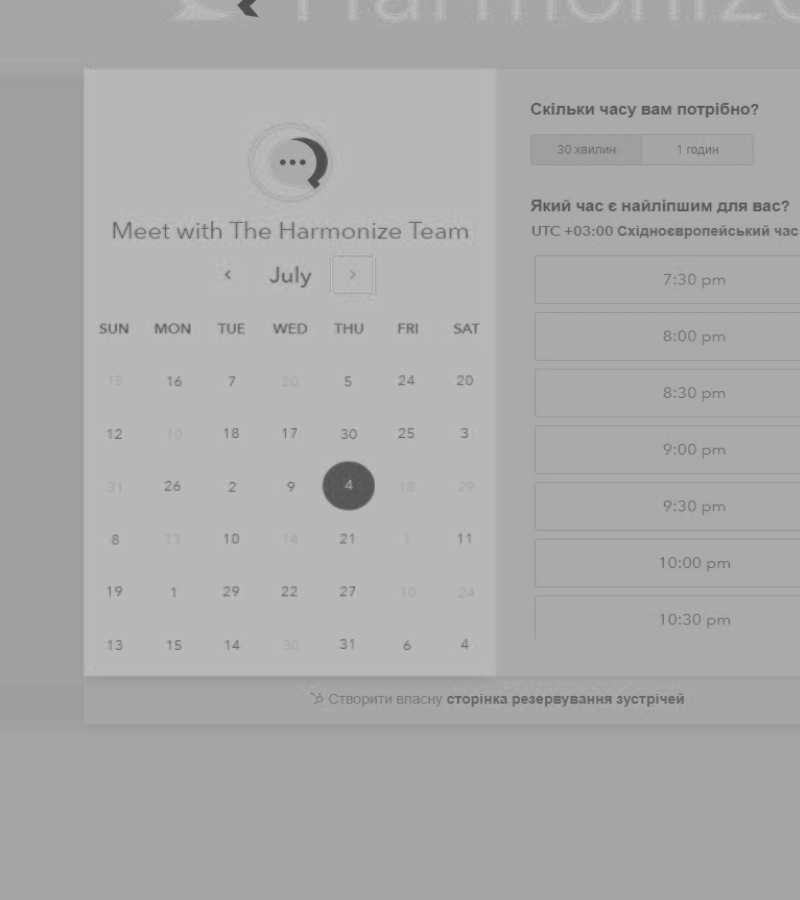 Harmonize
Meet with The Harmonize Team
‹ July ›
SUN MON TUE WED THU FRI SAT
15 16 7 20 5 24 20
12 10 18 17 30 25 3
31 26 2 9 4 18 29
8 13 10 14 21 1 11
19 1 29 22 27 10 24
13 15 14 30 31 6 4
Скільки часу вам потрібно?
30 хвилин 1 годин
Який час є найліпшим для вас?
UTC +03:00 Східноєвропейський час
7:30 pm
8:00 pm
8:30 pm
9:00 pm
9:30 pm
10:00 pm
10:30 pm
Створити власну сторінка резервування зустрічей